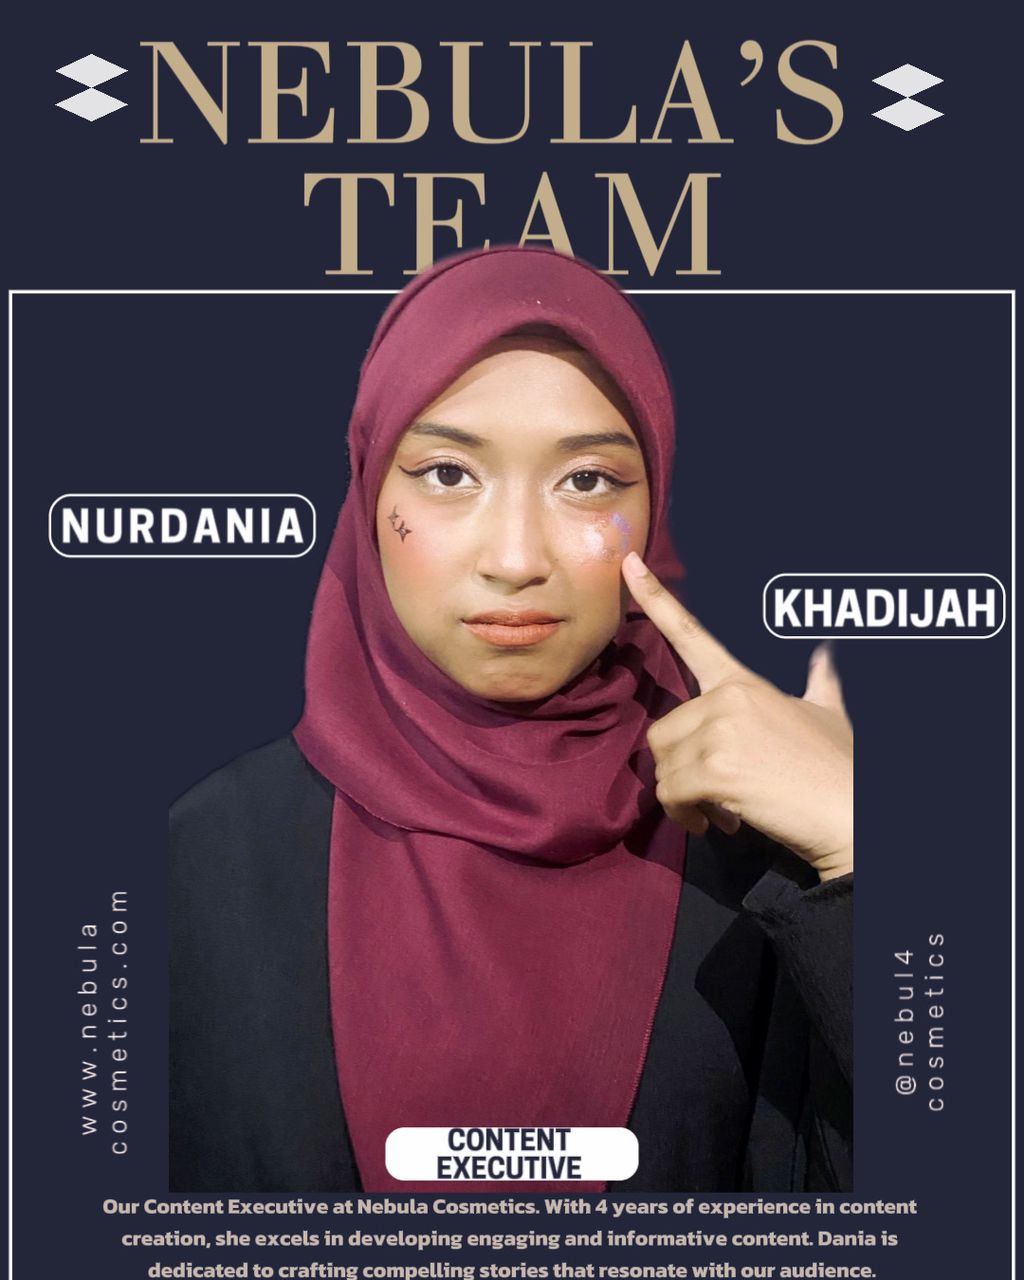 NEBULA'S
TEAM
NURDANIA
KHADIJAH
www.nebula
cosmetics.com
@nebul4
cosmetics
CONTENT
EXECUTIVE
Our Content Executive at Nebula Cosmetics. With 4 years of experience in content
creation, she excels in developing engaging and informative content. Dania is
dedicated to crafting compelling stories that resonate with our audience.